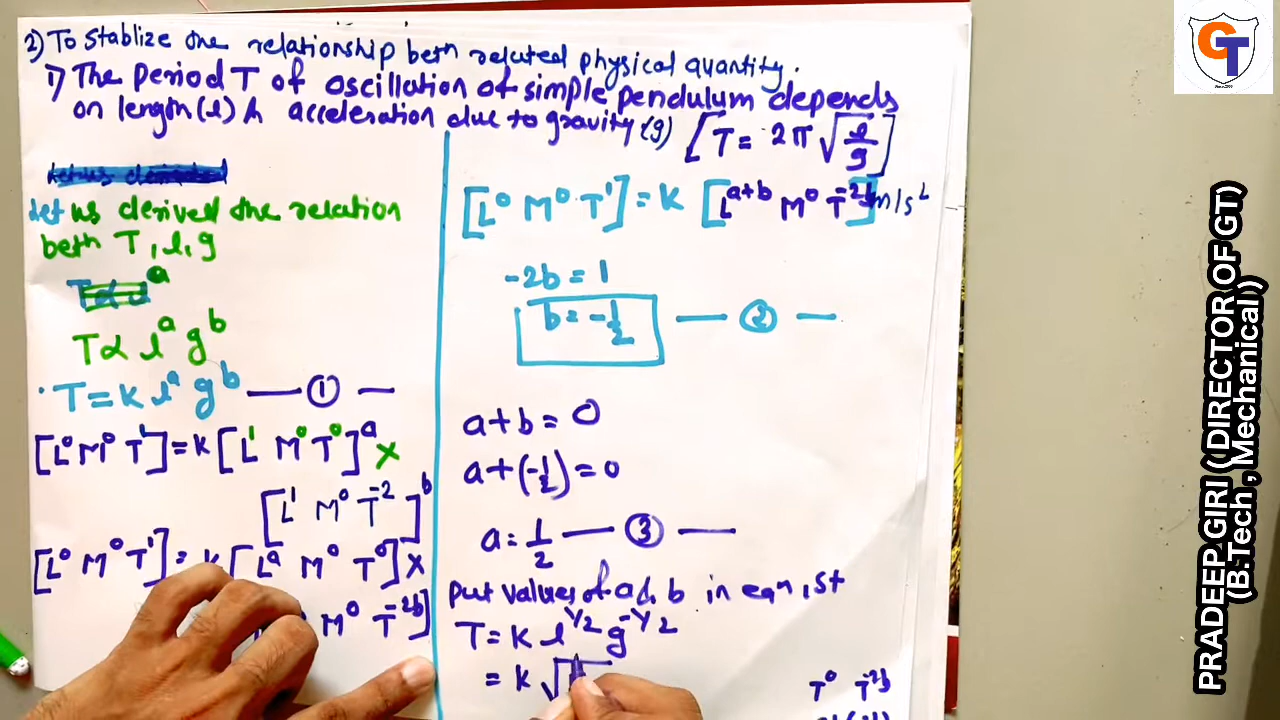 2) To stablize the relationship betn related physical quantity.
1) The Period T of oscillation of simple pendulum depends
on length (l) & acceleration due to gravity (g) [T = 2π √l/g]
Let us derived the relation
betn T, l, g
T ∝ l^a g^b
T = K l^a g^b — ① —
[L⁰ M⁰ T¹] = K [L¹ M⁰ T⁰]^a ×
[L¹ M⁰ T⁻²]^b
[L⁰ M⁰ T¹] = K [L^a M⁰ T⁰] ×
M⁰ T^-2b]
[L⁰ M⁰ T¹] = K [L^a+b M⁰ T^-2b] m/s²
-2b = 1
b = -1/2 — ② —
a + b = 0
a + (-1/2) = 0
a = 1/2 — ③ —
Put values of a & b in eqn 1st
T = K l^1/2 g^-1/2
= K √
T⁰ T^-2b
GT
PRADEEP GIRI ( DIRECTOR OF GT)
(B.Tech , Mechanical))